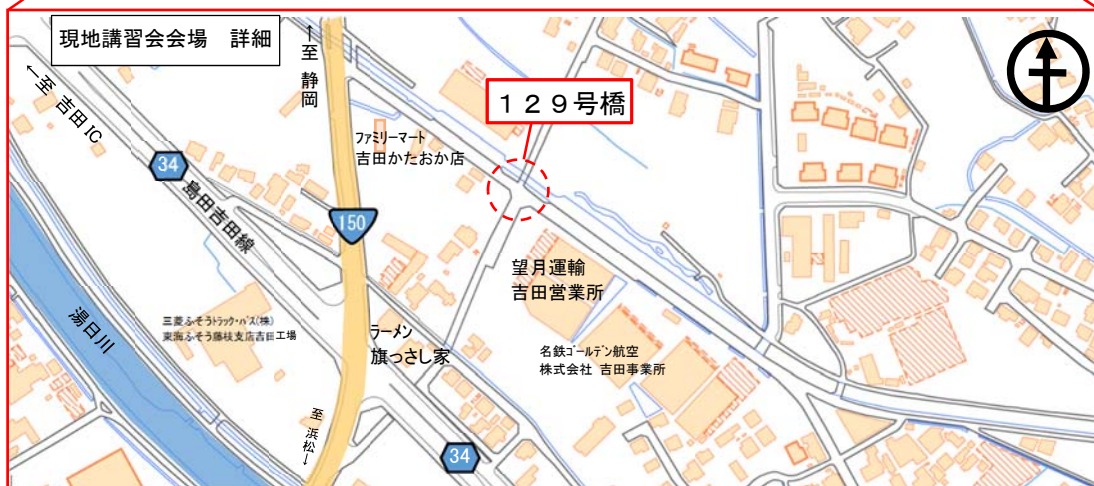 現地講習会会場 詳細
←至 吉田IC
↑至 静岡
129号橋
ファミリーマート
吉田かたおか店
34
島田吉田線
150
望月運輸
吉田営業所
湯日川
三菱ふそうトラック・バス(株)
東海ふそう藤枝支店吉田工場
ラーメン
旗っさし家
名鉄ゴールデン航空
株式会社 吉田事業所
至 浜松↓
34